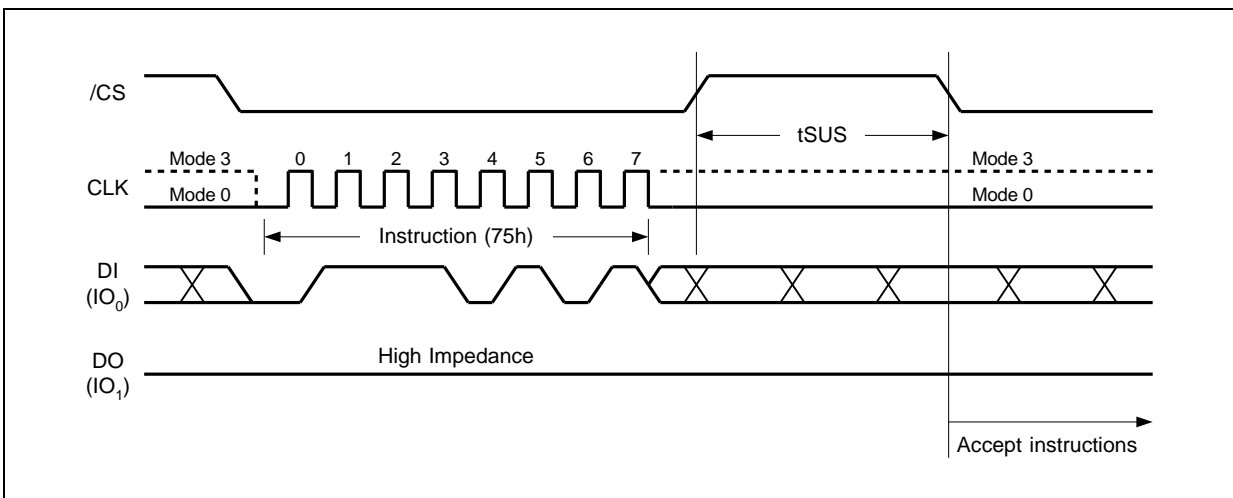 /CS
tSUS
Mode 3
0 1 2 3 4 5 6 7
Mode 3
CLK
Mode 0
Mode 0
Instruction (75h)
DI
(IO₀)
High Impedance
DO
(IO₁)
Accept instructions